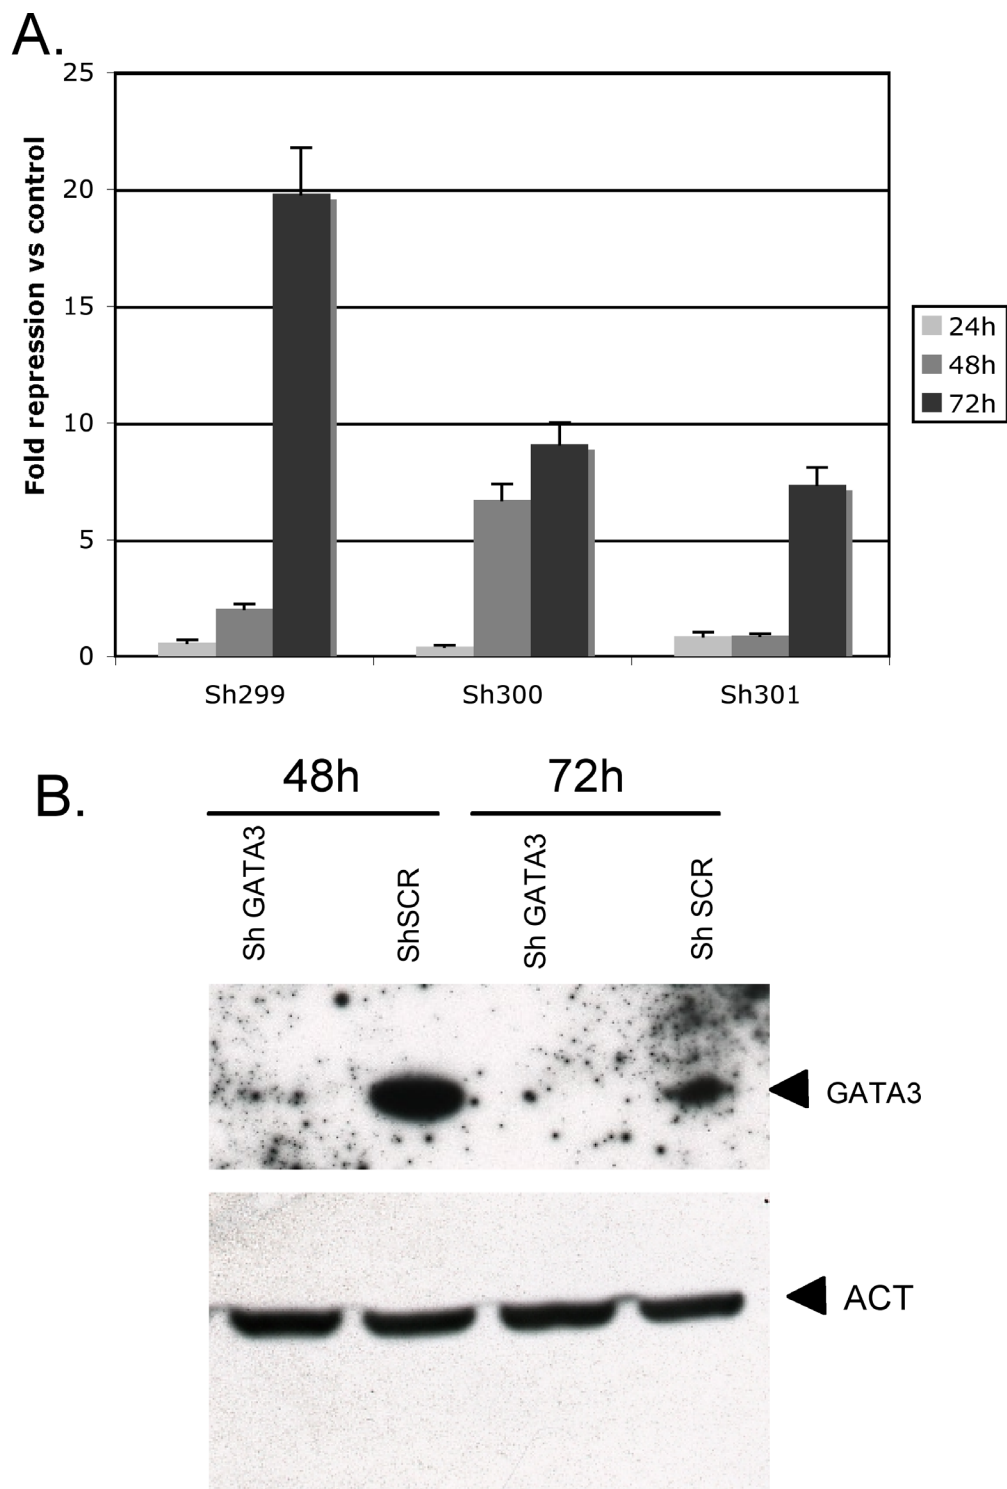 A.
Fold repression vs control
25
20
15
10
5
0
Sh299 Sh300 Sh301
24h
48h
72h
B.
48h 72h
Sh GATA3 ShSCR Sh GATA3 Sh SCR
GATA3
ACT